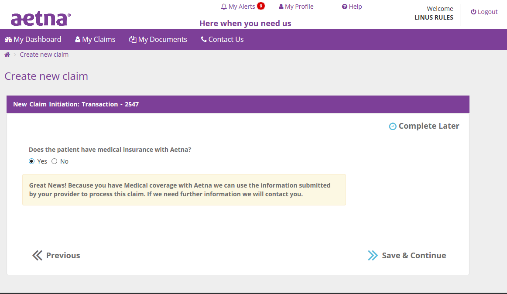 aetna®
My Alerts 8
My Profile
Help
Welcome
LINUS RULES
Logout
Here when you need us
My Dashboard
My Claims
My Documents
Contact Us
Create new claim
Create new claim
New Claim Initiation: Transaction - 2547
Complete Later
Does the patient have medical insurance with Aetna?
Yes No
Great News! Because you have Medical coverage with Aetna we can use the information submitted
by your provider to process this claim. If we need further information we will contact you.
Previous
Save & Continue